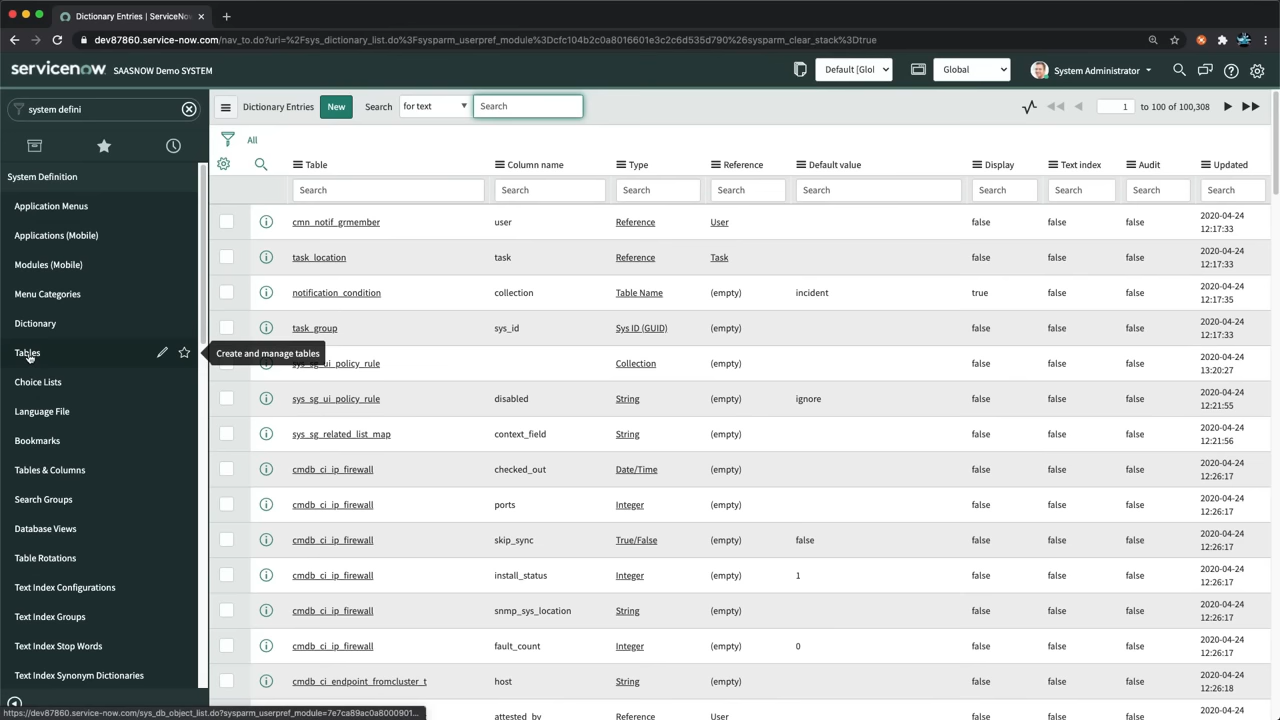 Dictionary Entries | ServiceNow
dev87860.service-now.com/nav_to.do?uri=%2Fsys_dictionary_list.do%3Fsysparm_userpref_module%3Dcfc104b2c0a8016601e3c2c6d535d790%26sysparm_clear_stack%3Dtrue
servicenow SAASNOW Demo SYSTEM
Default [Glol
Global
System Administrator
system defini
Dictionary Entries New Search for text Search 1 to 100 of 100,308
All
Table Column name Type Reference Default value Display Text index Audit Updated
Search Search Search Search Search Search Search Search Search
System Definition
Application Menus
Applications (Mobile)
Modules (Mobile)
Menu Categories
Dictionary
Tables
Create and manage tables
Choice Lists
Language File
Bookmarks
Tables & Columns
Search Groups
Database Views
Table Rotations
Text Index Configurations
Text Index Groups
Text Index Stop Words
Text Index Synonym Dictionaries
cmn_notif_grmember user Reference User false false false 2020-04-24 12:17:33
task_location task Reference Task false false false 2020-04-24 12:17:33
notification_condition collection Table Name (empty) incident true false false 2020-04-24 12:17:35
task_group sys_id Sys ID (GUID) (empty) false false false 2020-04-24 12:17:33
sys_sg_ui_policy_rule Collection (empty) false false false 2020-04-24 13:20:27
sys_sg_ui_policy_rule disabled String (empty) ignore false false false 2020-04-24 12:21:55
sys_sg_related_list_map context_field String (empty) false false false 2020-04-24 12:21:56
cmdb_ci_ip_firewall checked_out Date/Time (empty) false false false 2020-04-24 12:26:17
cmdb_ci_ip_firewall ports Integer (empty) false false false 2020-04-24 12:26:17
cmdb_ci_ip_firewall skip_sync True/False (empty) false false false false 2020-04-24 12:26:17
cmdb_ci_ip_firewall install_status Integer (empty) 1 false false false 2020-04-24 12:26:17
cmdb_ci_ip_firewall snmp_sys_location String (empty) false false false 2020-04-24 12:26:17
cmdb_ci_ip_firewall fault_count Integer (empty) 0 false false false 2020-04-24 12:26:17
cmdb_ci_endpoint_fromcluster_t host String (empty) false false false 2020-04-24 12:26:18
attested_by Reference User false false false 2020-04-24
https://dev87860.service-now.com/sys_db_object_list.do?sysparm_userpref_module=7e7ca89ac0a8000901...